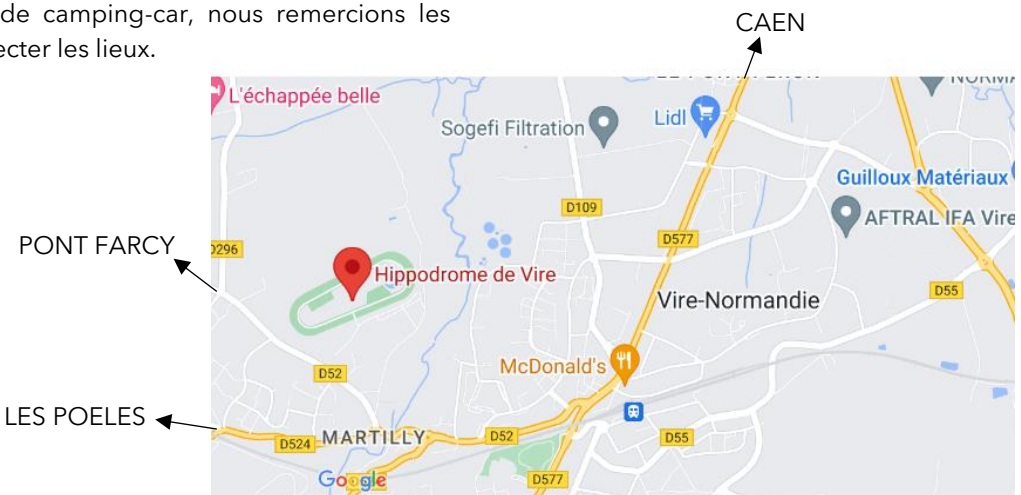 de camping-car, nous remercions les
ecter les lieux.
CAEN
L'échappée belle
Sogefi Filtration
Lidl
NORMA
Guilloux Matériaux
AFTRAL IFA Vire
D109
D577
D296
PONT FARCY
Hippodrome de Vire
Vire-Normandie
D55
McDonald's
D52
LES POELES
D524
MARTILLY
D52
D55
Google
D577